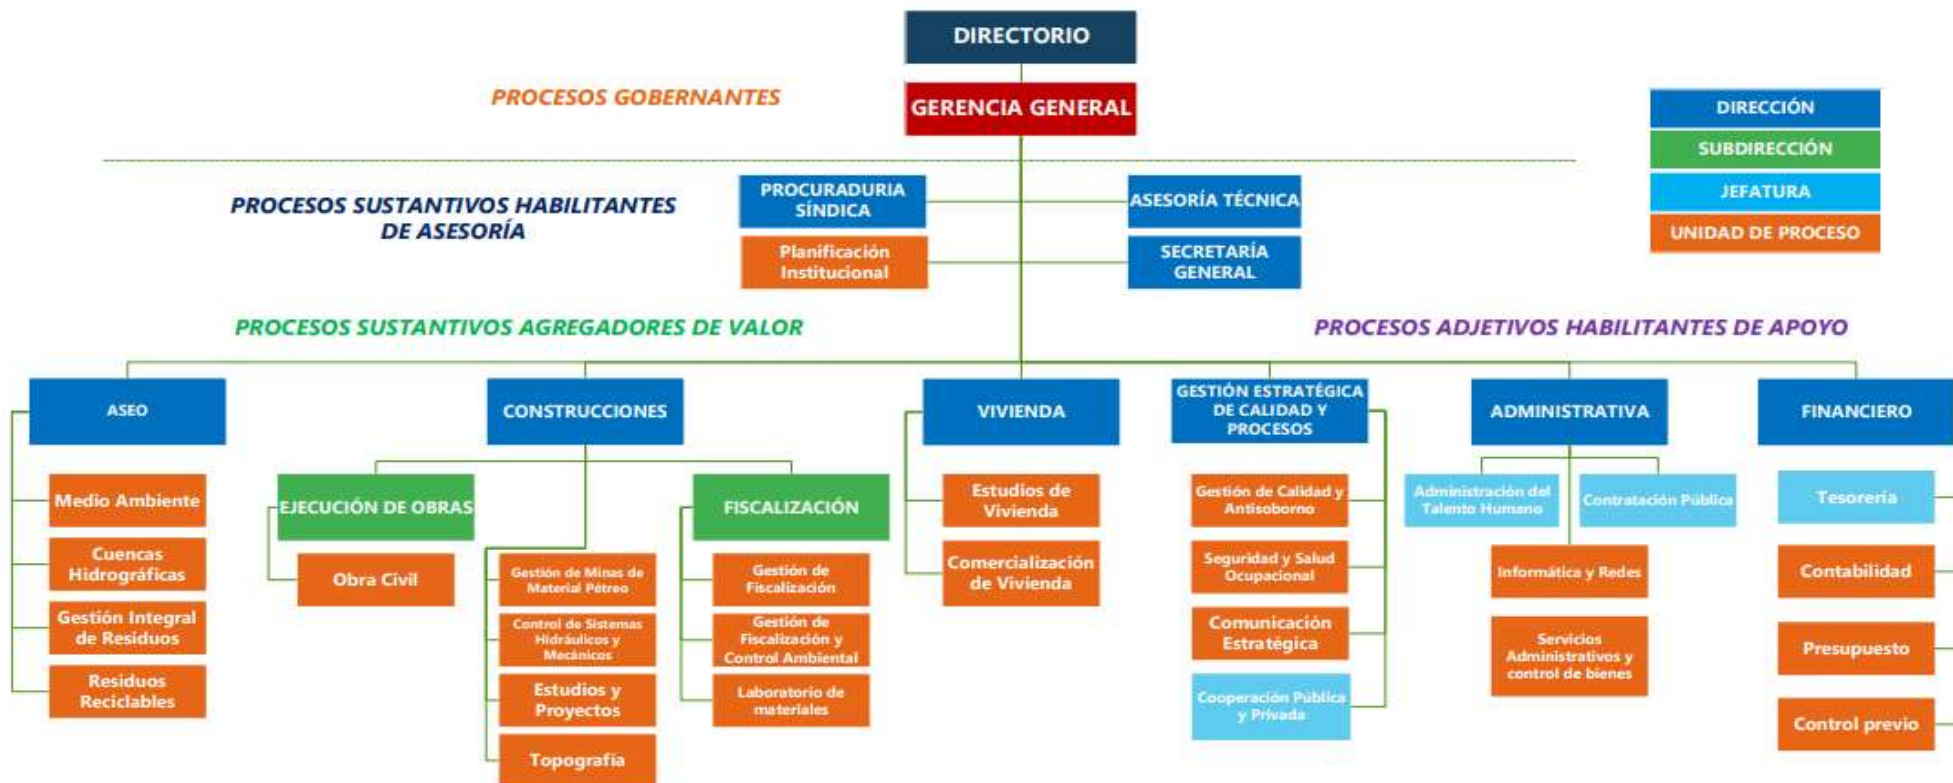 DIRECTORIO
PROCESOS GOBERNANTES
GERENCIA GENERAL
DIRECCIÓN
SUBDIRECCIÓN
JEFATURA
UNIDAD DE PROCESO
PROCESOS SUSTANTIVOS HABILITANTES
DE ASESORÍA
PROCURADURIA
SÍNDICA
ASESORÍA TÉCNICA
Planificación
Institucional
SECRETARÍA
GENERAL
PROCESOS SUSTANTIVOS AGREGADORES DE VALOR
PROCESOS ADJETIVOS HABILITANTES DE APOYO
ASEO
Medio Ambiente
Cuencas
Hidrográficas
Gestión Integral
de Residuos
Residuos
Reciclables
CONSTRUCCIONES
EJECUCIÓN DE OBRAS
Obra Civil
Gestión de Minas de
Material Pétreo
Control de Sistemas
Hidráulicos y
Mecánicos
Estudios y
Proyectos
Topografía
FISCALIZACIÓN
Gestión de
Fiscalización
Gestión de
Fiscalización y
Control Ambiental
Laboratorio de
materiales
VIVIENDA
Estudios de
Vivienda
Comercialización
de Vivienda
GESTIÓN ESTRATÉGICA
DE CALIDAD Y
PROCESOS
Gestión de Calidad y
Antisoborno
Seguridad y Salud
Ocupacional
Comunicación
Estratégica
Cooperación Pública
y Privada
ADMINISTRATIVA
Administración del
Talento Humano
Contratación Pública
Informática y Redes
Servicios
Administrativos y
control de bienes
FINANCIERO
Tesorería
Contabilidad
Presupuesto
Control previo